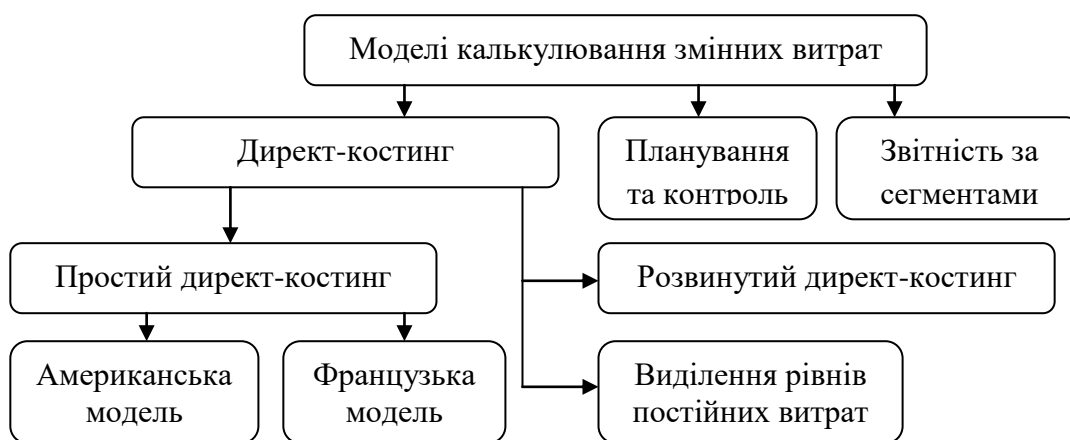 Моделі калькулювання змінних витрат
Директ-костинг
Планування
та контроль
Звітність за
сегментами
Простий директ-костинг
Розвинутий директ-костинг
Американська
модель
Французька
модель
Виділення рівнів
постійних витрат